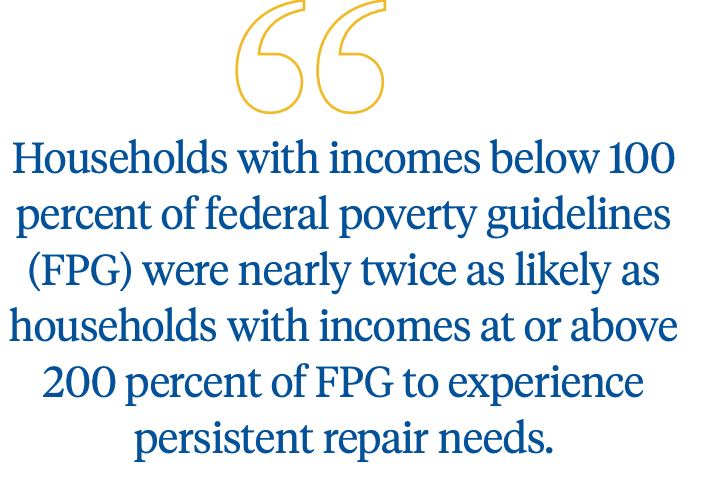 “
Households with incomes below 100
percent of federal poverty guidelines
(FPG) were nearly twice as likely as
households with incomes at or above
200 percent of FPG to experience
persistent repair needs.